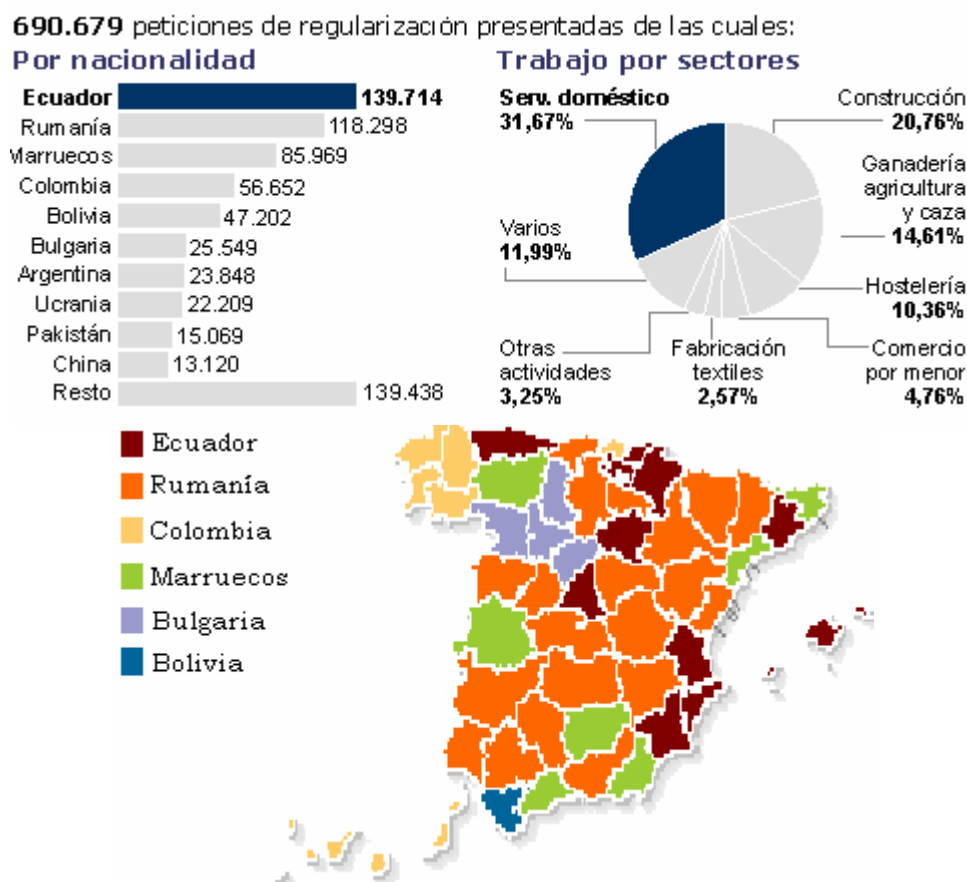 690.679 peticiones de regularización presentadas de las cuales:
Por nacionalidad
Ecuador 139.714
Rumanía 118.298
Marruecos 85.969
Colombia 56.652
Bolivia 47.202
Bulgaria 25.549
Argentina 23.848
Ucrania 22.209
Pakistán 15.069
China 13.120
Resto 139.438
Trabajo por sectores
Serv. doméstico
31,67%
Construcción
20,76%
Ganadería
agricultura
y caza
14,61%
Hostelería
10,36%
Comercio
por menor
4,76%
Fabricación
textiles
2,57%
Otras
actividades
3,25%
Varios
11,99%
Ecuador
Rumanía
Colombia
Marruecos
Bulgaria
Bolivia